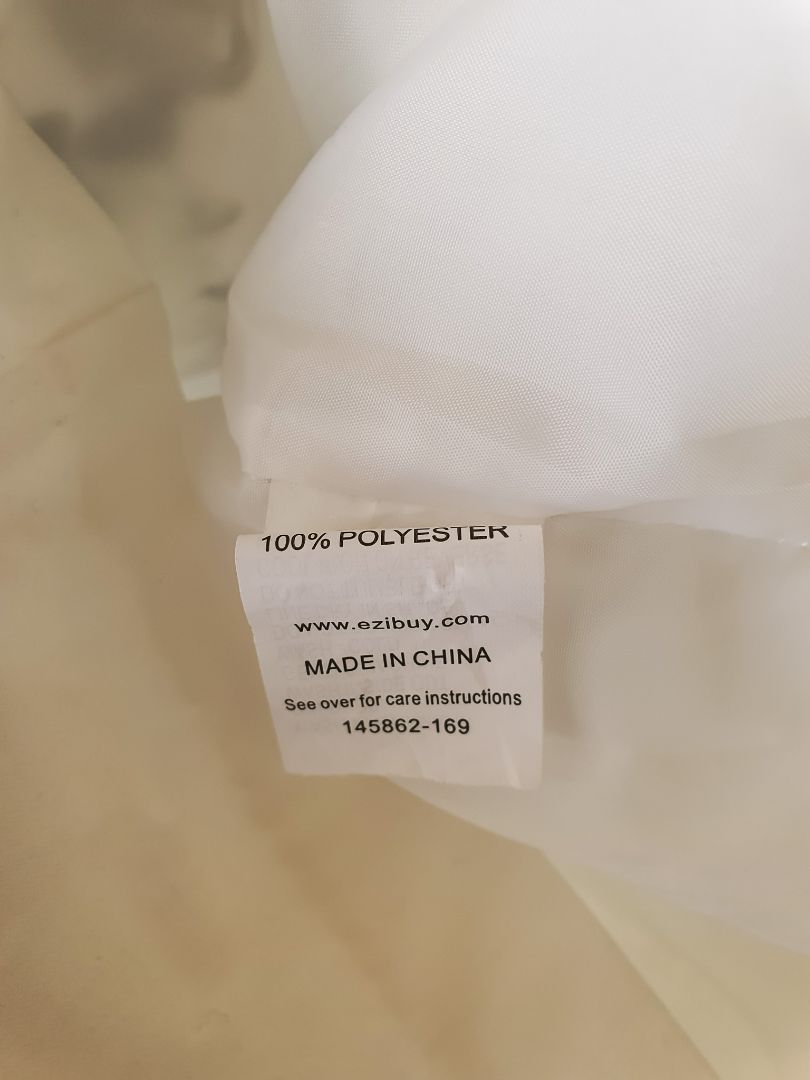 100% POLYESTER
www.ezibuy.com
MADE IN CHINA
See over for care instructions
145862-169